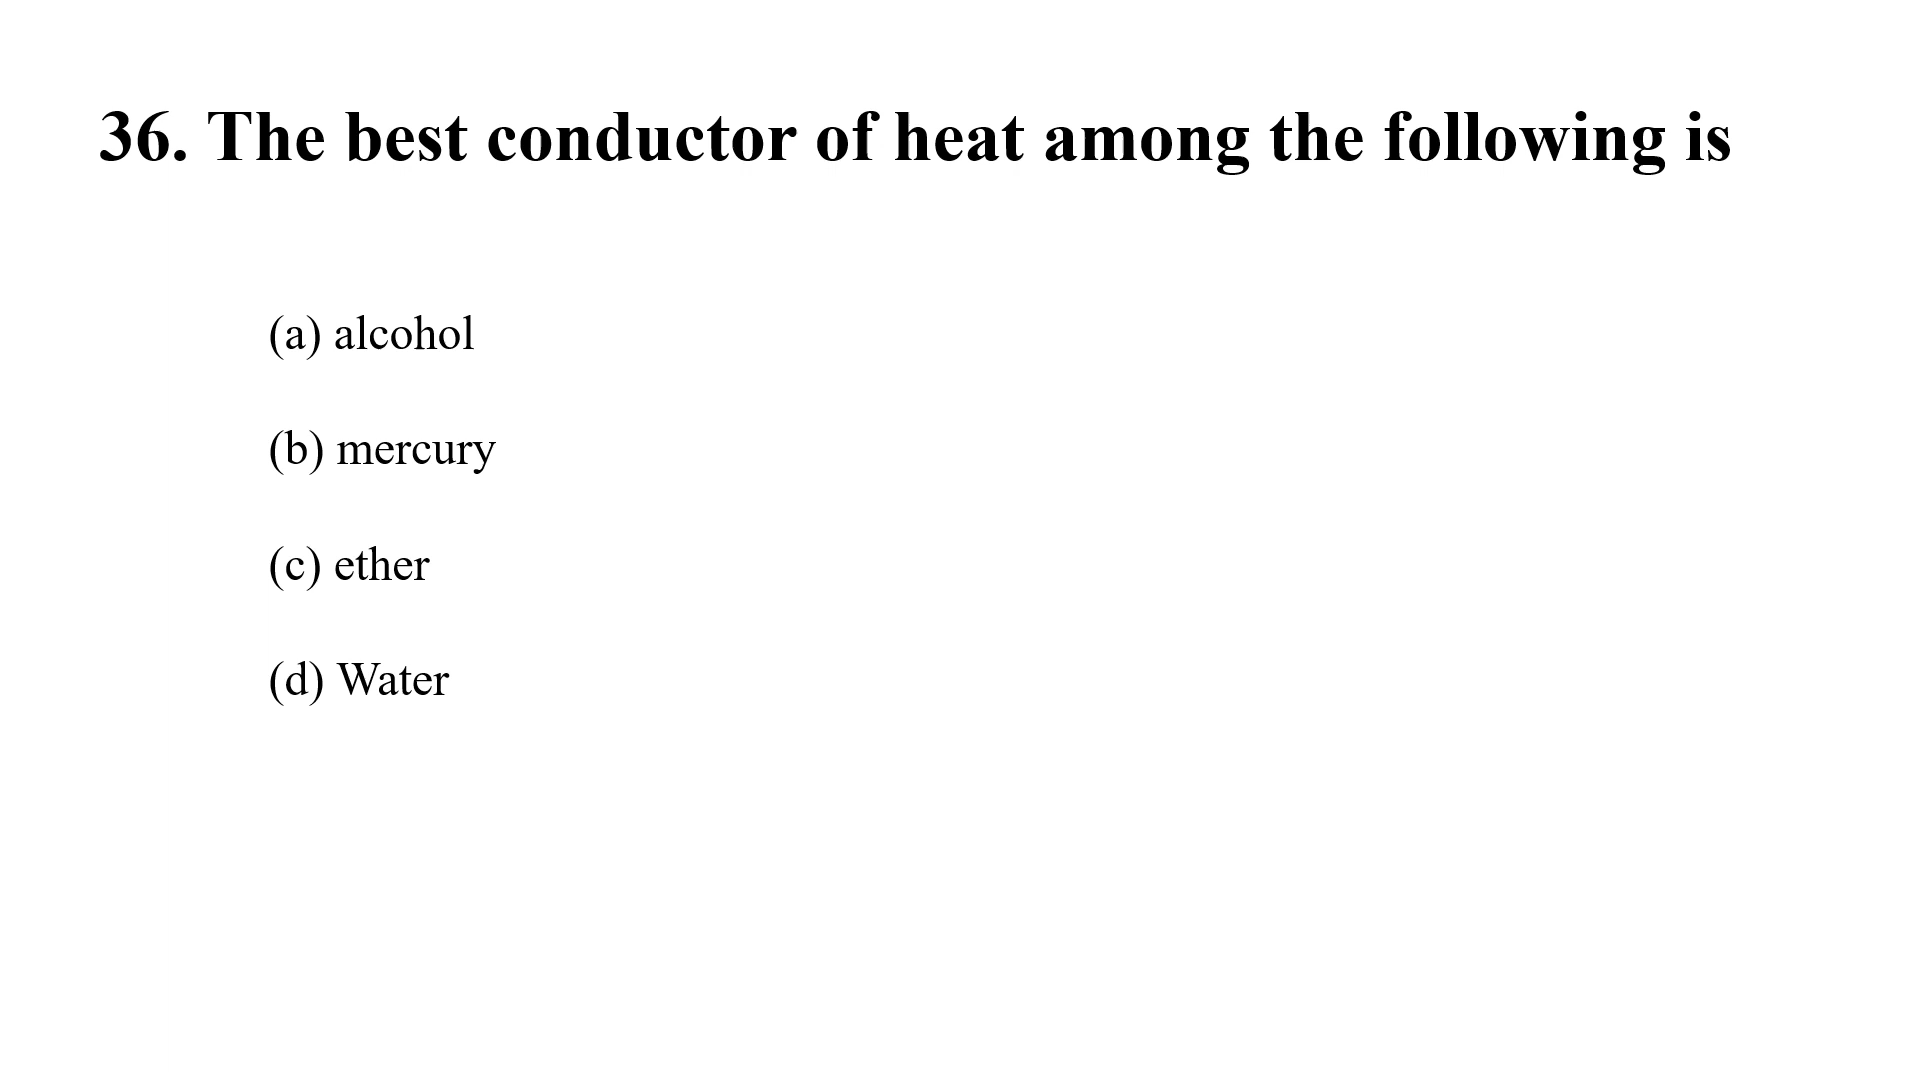 36. The best conductor of heat among the following is
(a) alcohol
(b) mercury
(c) ether
(d) Water